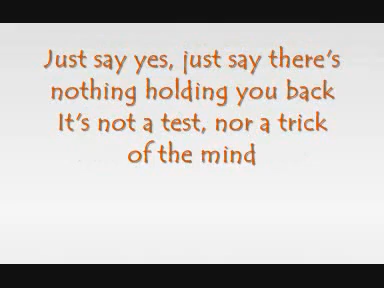 Just say yes, just say there's
nothing holding you back
It's not a test, nor a trick
of the mind